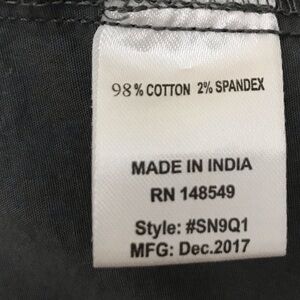 98% COTTON 2% SPANDEX
MADE IN INDIA
RN 148549
Style: #SN9Q1
MFG: Dec.2017